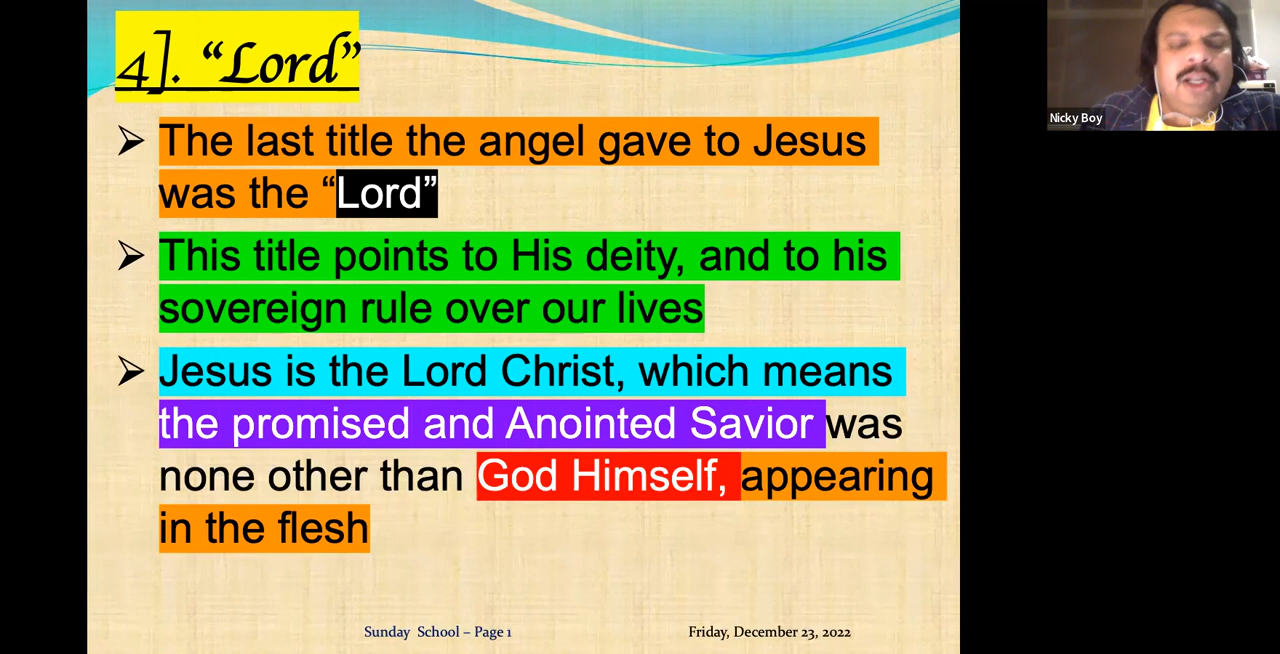 4]. “Lord”
➢ The last title the angel gave to Jesus
was the “Lord”
➢ This title points to His deity, and to his
sovereign rule over our lives
➢ Jesus is the Lord Christ, which means
the promised and Anointed Savior was
none other than God Himself, appearing
in the flesh
Sunday School – Page 1
Friday, December 23, 2022
Nicky Boy